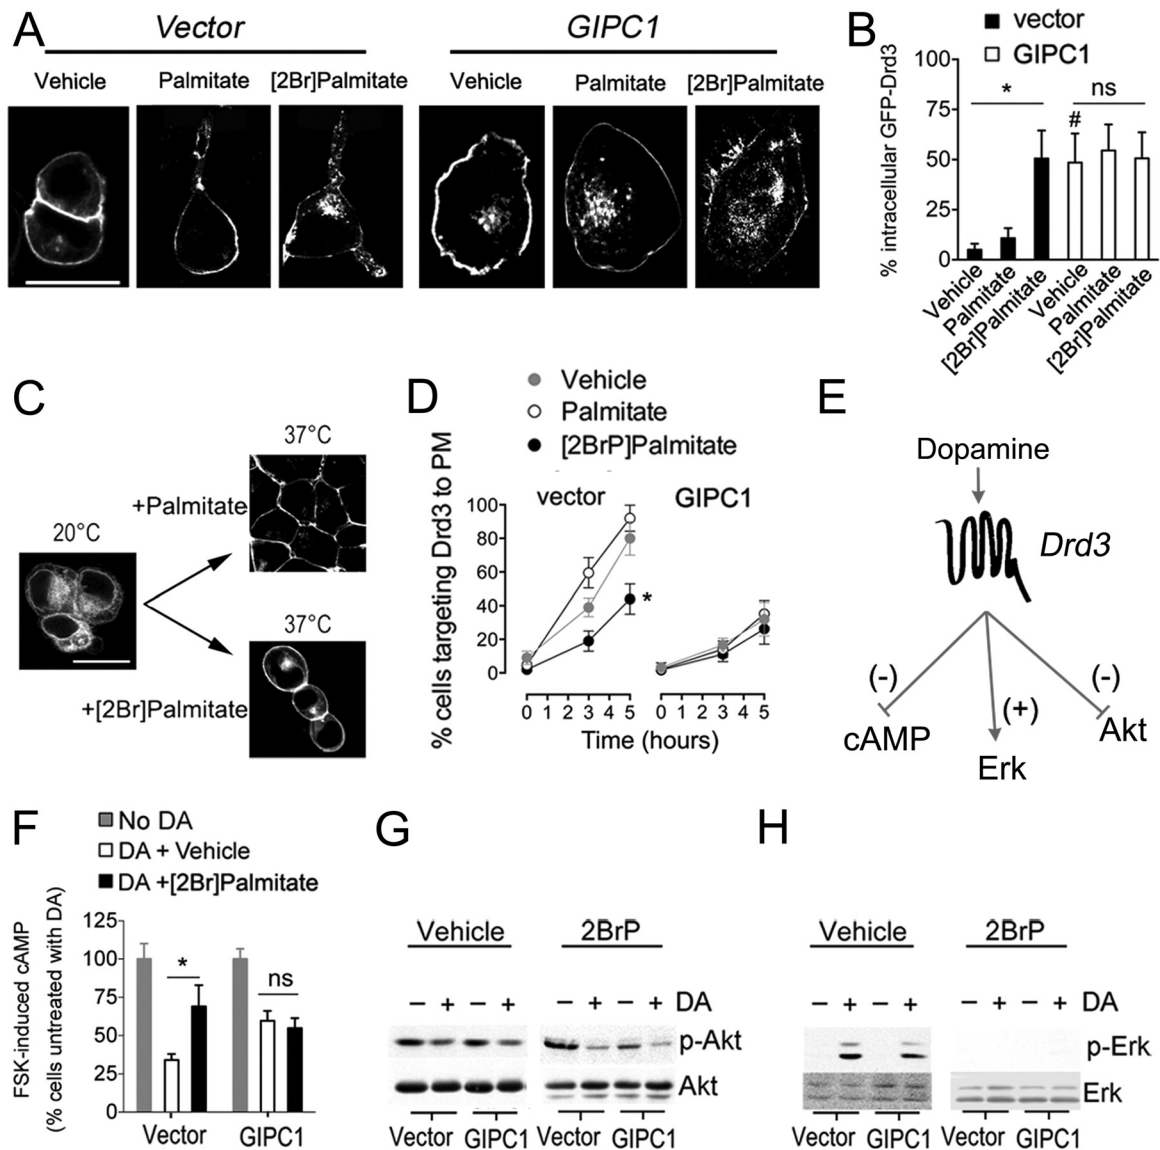 A
Vector
GIPC1
Vehicle
Palmitate
[2Br]Palmitate
Vehicle
Palmitate
[2Br]Palmitate
B
vector
GIPC1
% intracellular GFP-Drd3
100
75
50
25
0
*
#
ns
Vehicle
Palmitate
[2Br]Palmitate
Vehicle
Palmitate
[2Br]Palmitate
C
20°C
+Palmitate
37°C
37°C
+[2Br]Palmitate
D
Vehicle
Palmitate
[2BrP]Palmitate
% cells targeting Drd3 to PM
vector
GIPC1
100
80
60
40
20
0
*
0 1 2 3 4 5
0 1 2 3 4 5
Time (hours)
E
Dopamine
Drd3
(-)
(+)
(-)
cAMP
Erk
Akt
F
No DA
DA + Vehicle
DA +[2Br]Palmitate
FSK-induced cAMP
(% cells untreated with DA)
125
100
75
50
25
0
*
ns
Vector
GIPC1
G
Vehicle
2BrP
− + − + − + − + DA
p-Akt
Akt
Vector GIPC1 Vector GIPC1
H
Vehicle
2BrP
− + − + − + − + DA
p-Erk
Erk
Vector GIPC1 Vector GIPC1